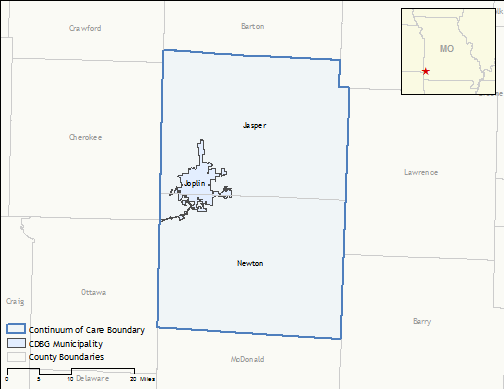 Crawford
Barton
MO
Jasper
Cherokee
Lawrence
Joplin
Newton
Ottawa
Craig
Barry
McDonald
Delaware
Continuum of Care Boundary
CDBG Municipality
County Boundaries
0 5 10 20 Miles